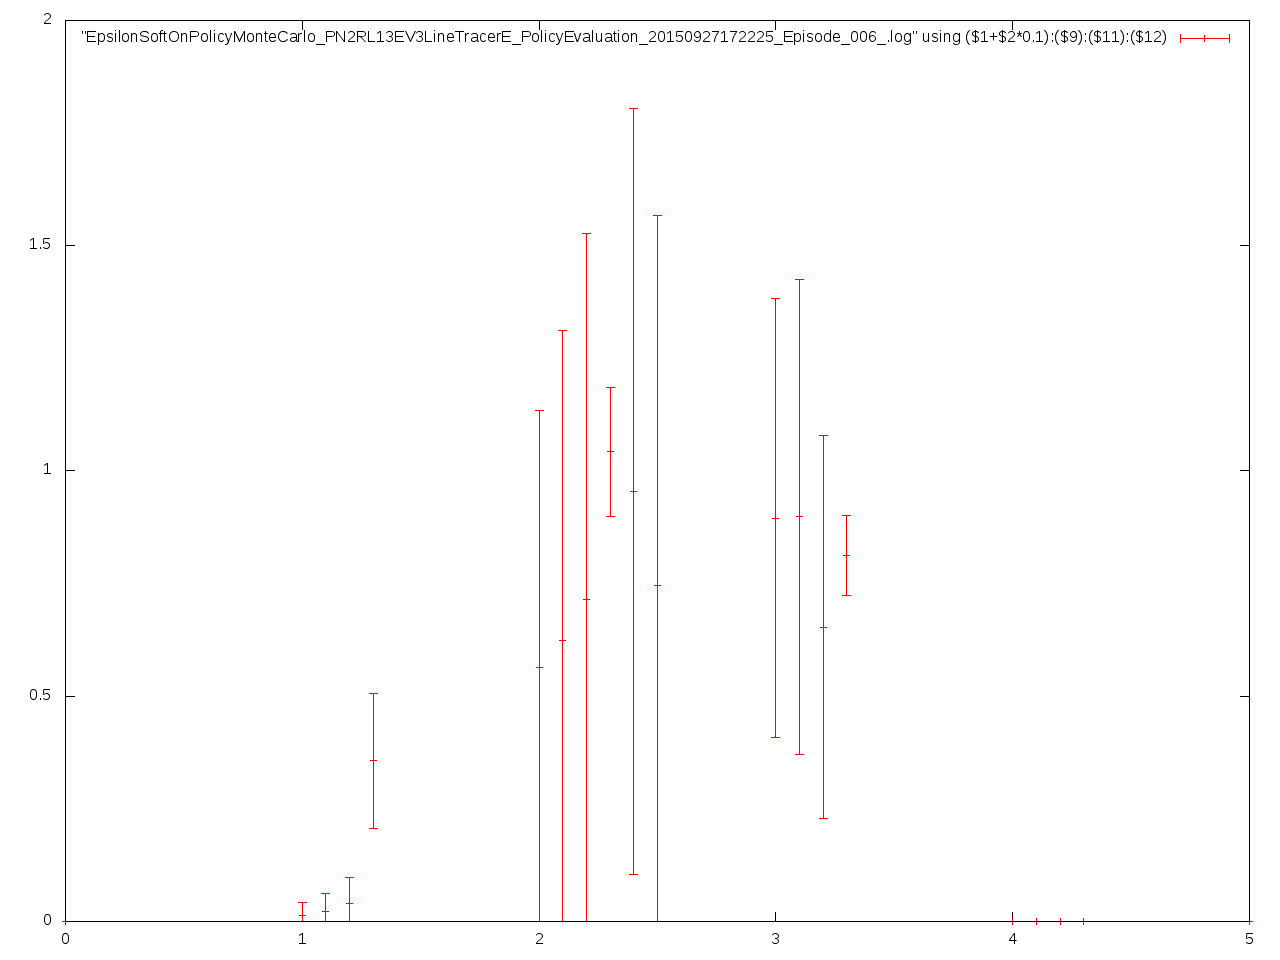 2
"EpsilonSoftOnPolicyMonteCarlo_PN2RL13EV3LineTracerE_PolicyEvaluation_20150927172225_Episode_006_.log" using ($1+$2*0.1):($9):($11):($12)
1.5
1
0.5
0
0 1 2 3 4 5